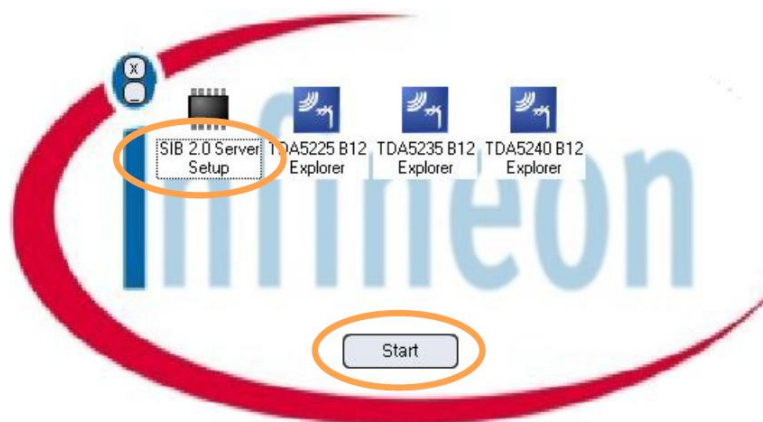 X
_
SIB 2.0 Server
Setup
TDA5225 B12
Explorer
TDA5235 B12
Explorer
TDA5240 B12
Explorer
Infineon
Start